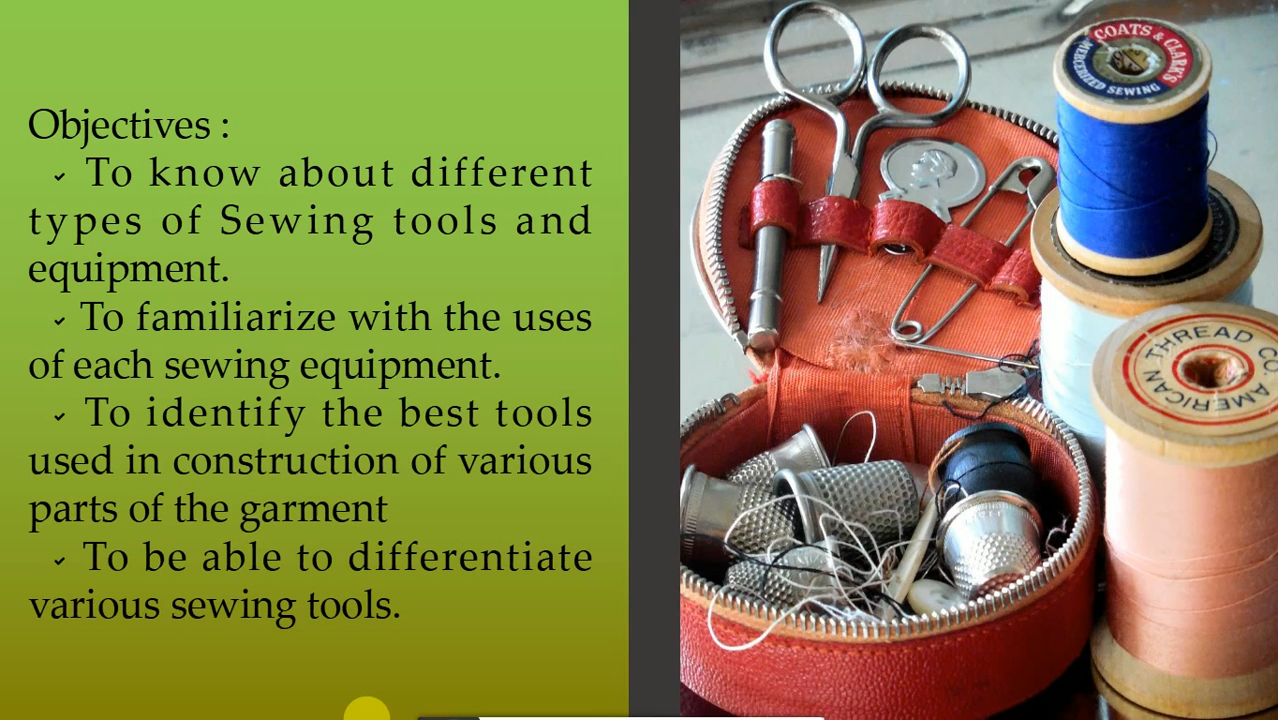 Objectives :
✓ To know about different
types of Sewing tools and
equipment.
✓ To familiarize with the uses
of each sewing equipment.
✓ To identify the best tools
used in construction of various
parts of the garment
✓ To be able to differentiate
various sewing tools.
COATS & CLARK'S
MERCERIZED SEWING
THREAD CO.
AMERICAN